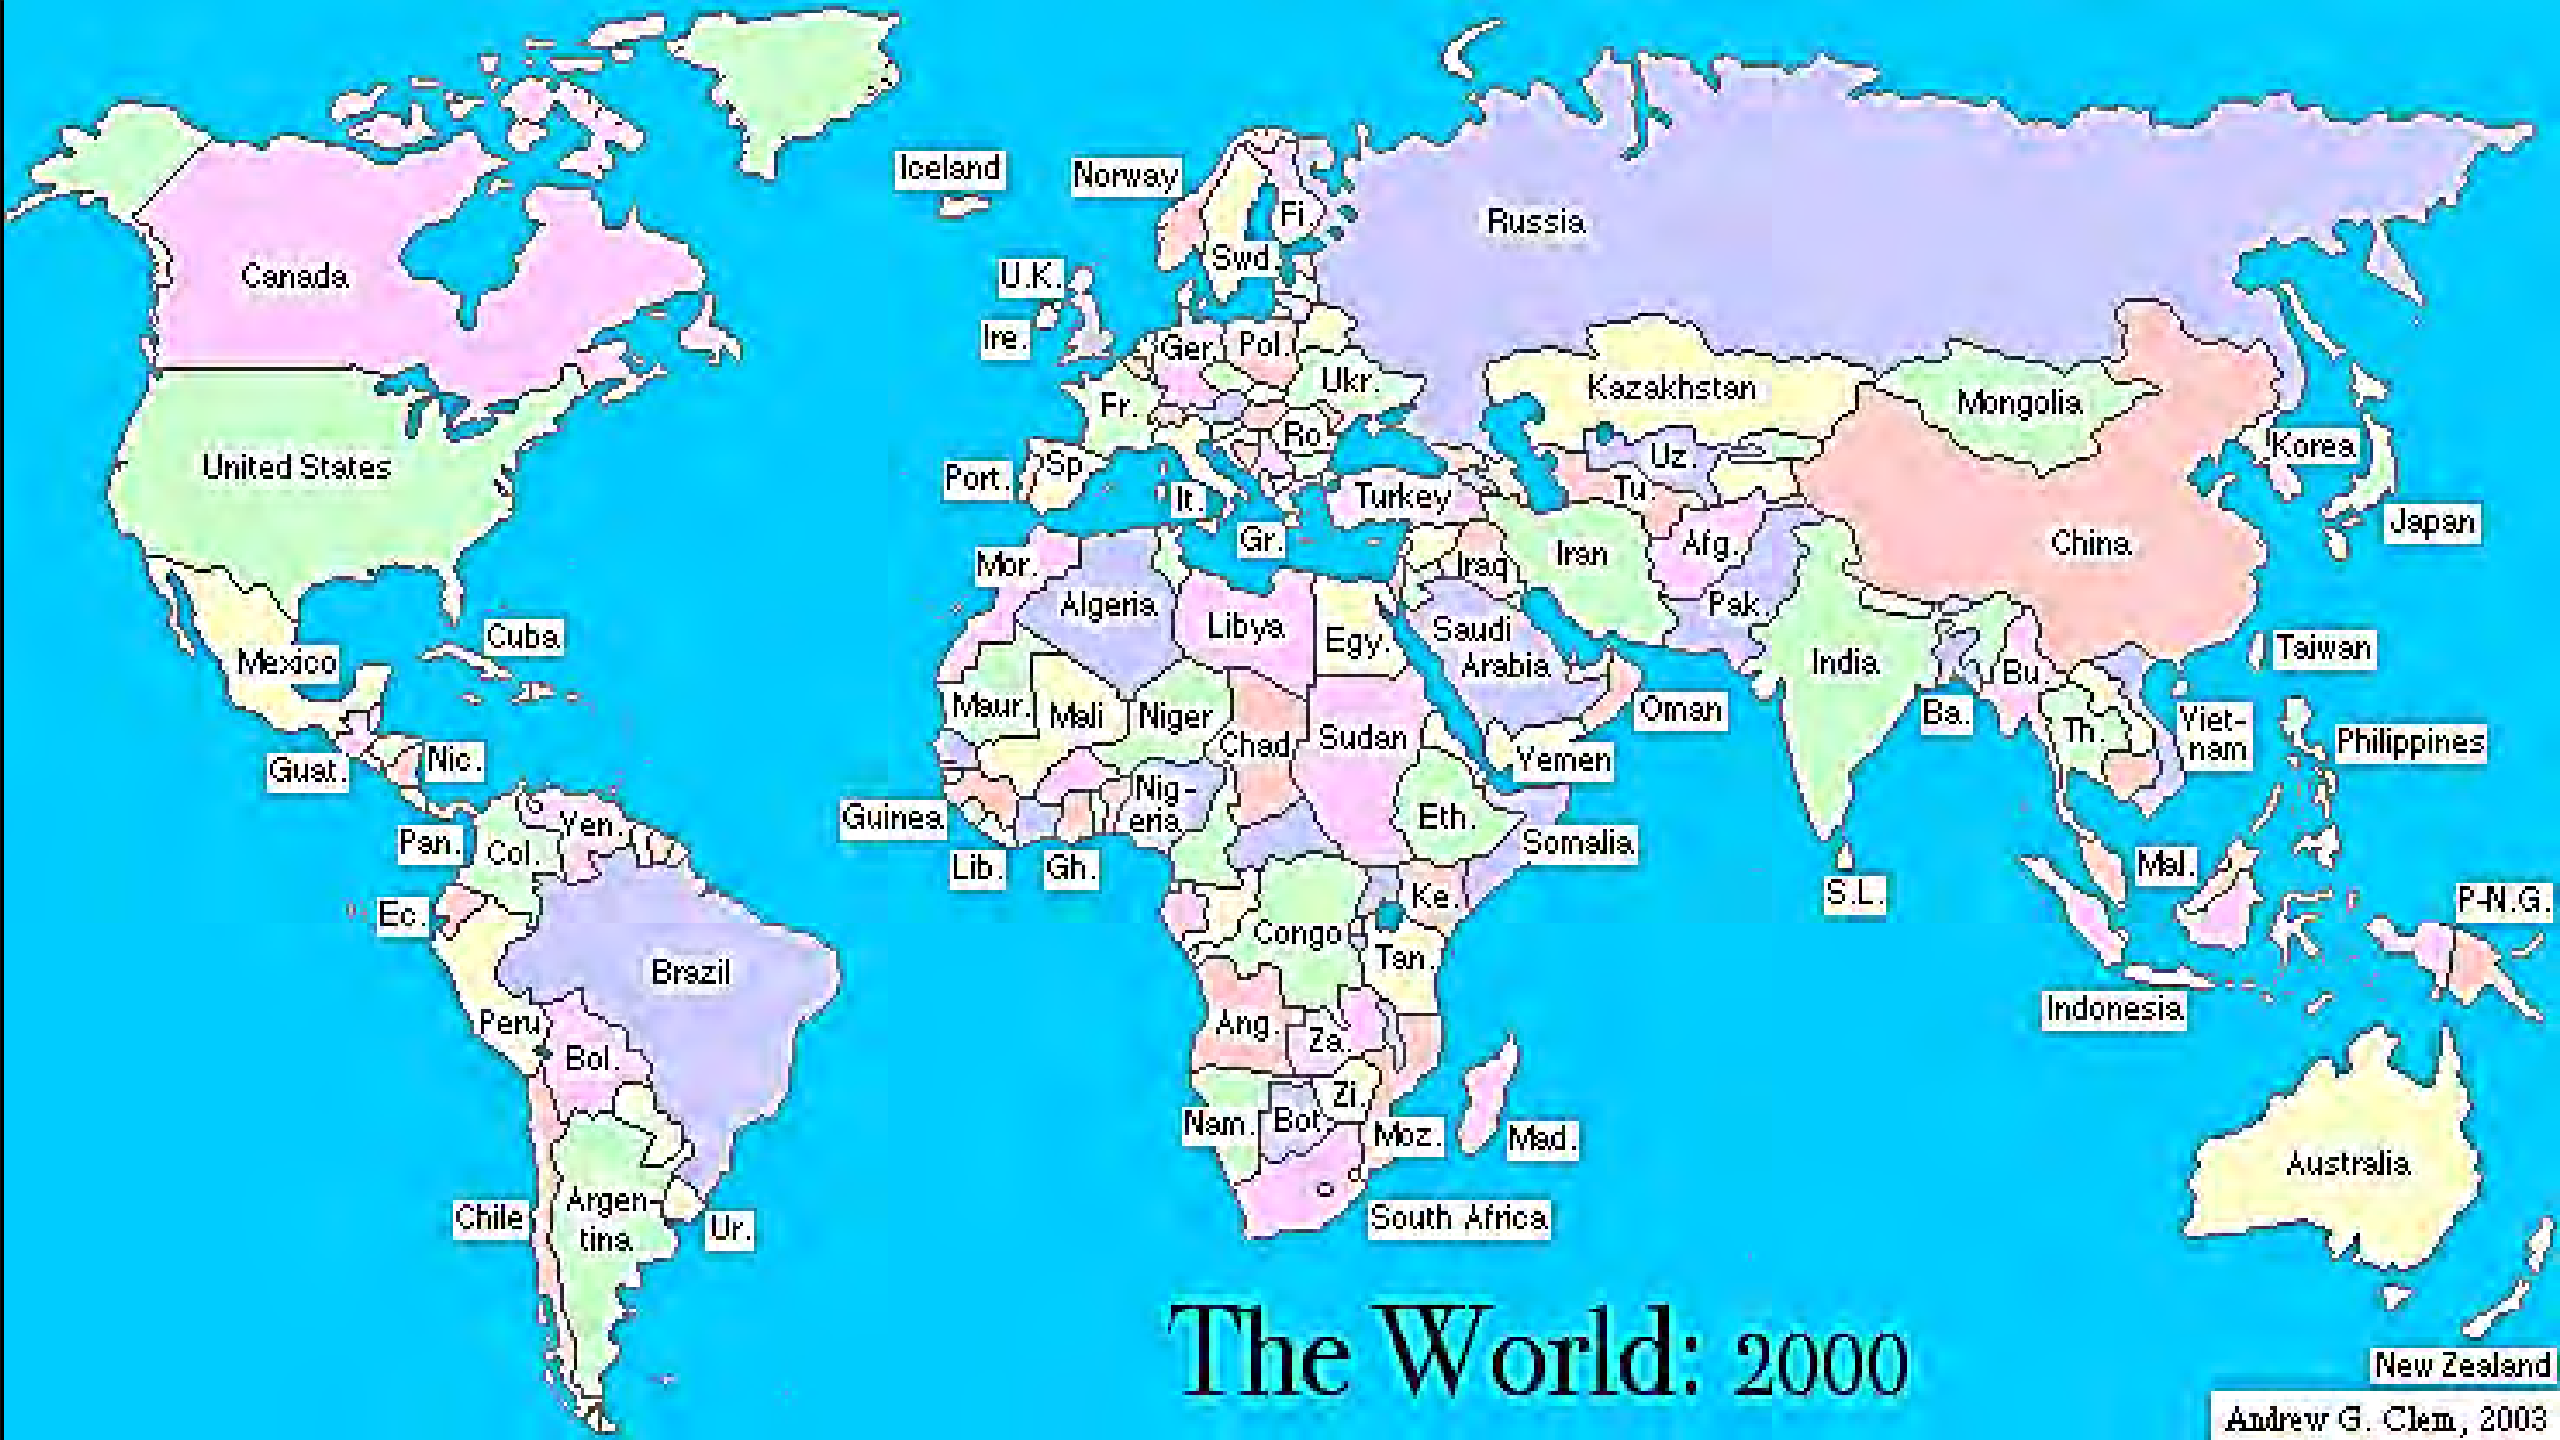 Iceland
Norway
Russia
Fi.
Swd.
Canada
U.K.
Ire.
Ger.
Pol.
Ukr.
Kazakhstan
Mongolia
Fr.
Ro.
Korea
United States
Port.
Sp.
It.
Turkey
Uz.
Tu.
Japan
Gr.
Mor.
Iraq
Iran
Afg.
China
Algeria
Libya
Egy.
Saudi
Arabia
Pak.
India
Cuba
Mexico
Taiwan
Bu.
Maur.
Mali
Niger
Chad
Sudan
Oman
Ba.
Th.
Viet-
nam
Philippines
Guat.
Nic.
Yemen
Guinea
Nig-
eria
Eth.
Somalia
Pan.
Col.
Ven.
Lib.
Gh.
Mal.
Ec.
Ke.
S.L.
P-N.G.
Congo
Tan.
Brazil
Indonesia
Peru
Bol.
Ang.
Za.
Zi.
Nam.
Bot.
Moz.
Mad.
Australia
Chile
Argen-
tina
Ur.
South Africa
The World: 2000
New Zealand
Andrew G. Clem, 2003